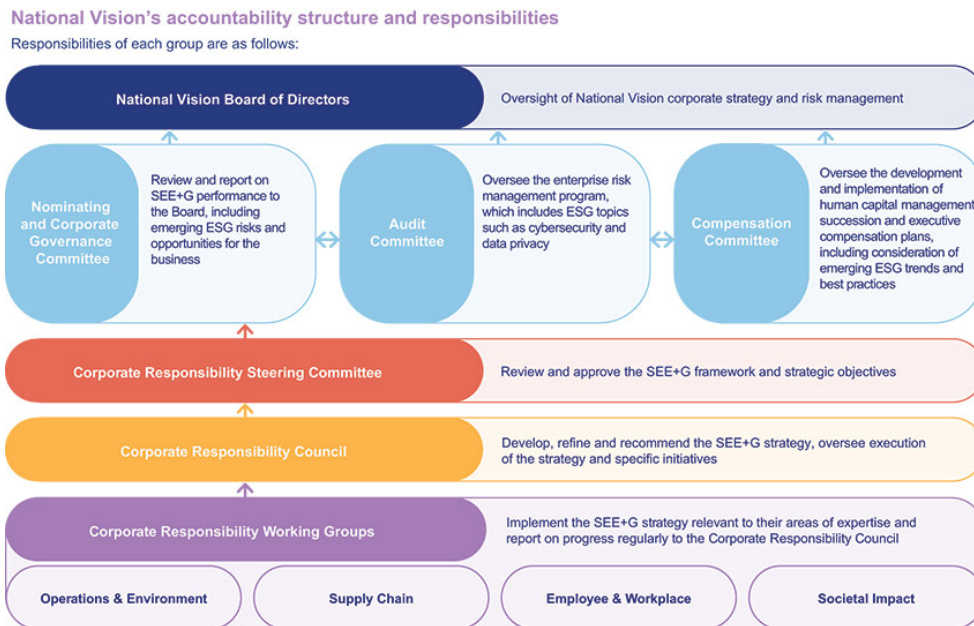 National Vision's accountability structure and responsibilities
Responsibilities of each group are as follows:
National Vision Board of Directors
Oversight of National Vision corporate strategy and risk management
Nominating
and Corporate
Governance
Committee
Review and report on
SEE+G performance to
the Board, including
emerging ESG risks and
opportunities for the
business
Audit
Committee
Oversee the enterprise risk
management program,
which includes ESG topics
such as cybersecurity and
data privacy
Compensation
Committee
Oversee the development
and implementation of
human capital management
succession and executive
compensation plans,
including consideration of
emerging ESG trends and
best practices
Corporate Responsibility Steering Committee
Review and approve the SEE+G framework and strategic objectives
Corporate Responsibility Council
Develop, refine and recommend the SEE+G strategy, oversee execution
of the strategy and specific initiatives
Corporate Responsibility Working Groups
Implement the SEE+G strategy relevant to their areas of expertise and
report on progress regularly to the Corporate Responsibility Council
Operations & Environment
Supply Chain
Employee & Workplace
Societal Impact